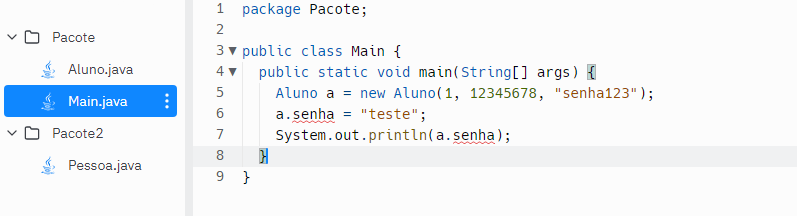 Pacote
Aluno.java
Main.java
Pacote2
Pessoa.java
1 package Pacote;
2
3 public class Main {
4 public static void main(String[] args) {
5 Aluno a = new Aluno(1, 12345678, "senha123");
6 a.senha = "teste";
7 System.out.println(a.senha);
8 }
9 }